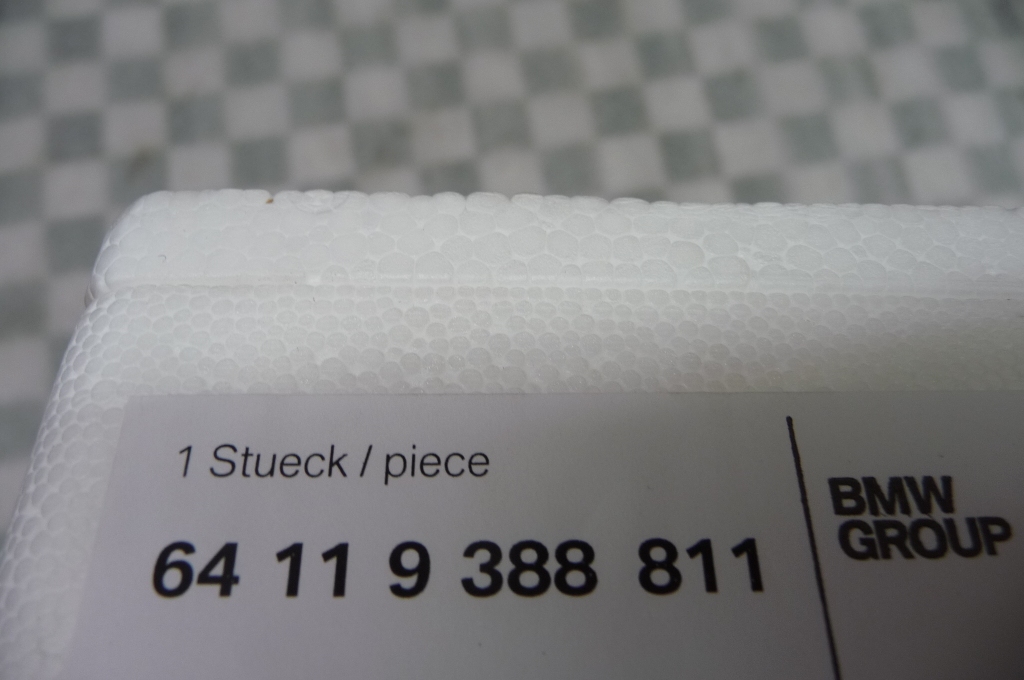 1 Stueck / piece
64 11 9 388 811
BMW
GROUP